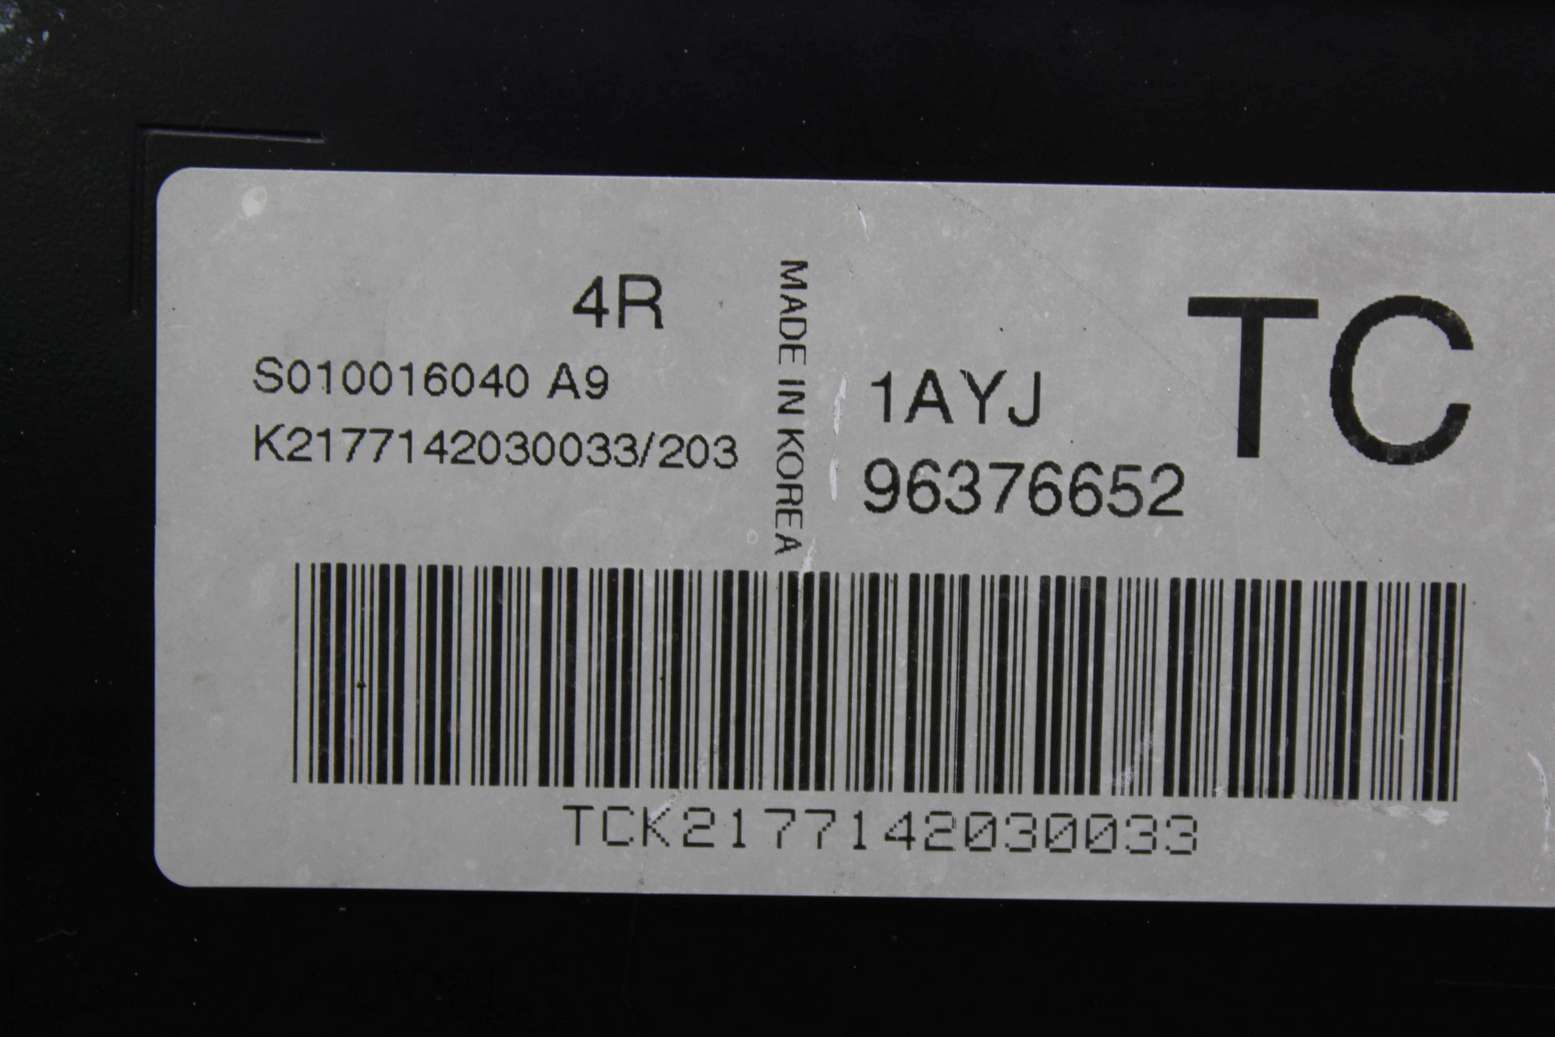 4R
S010016040 A9
K2177142030033/203
MADE IN KOREA
1AYJ
96376652
TC
TCK2177142030033